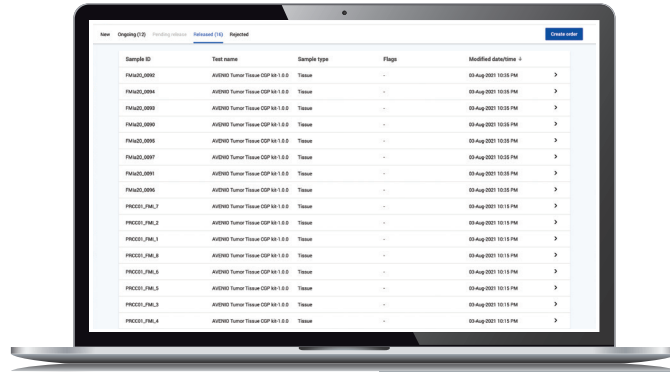 New Ongoing (12) Pending release Released (16) Rejected Create order
Sample ID Test name Sample type Flags Modified date/time ↓
FMIa20_0092 AVENIO Tumor Tissue CGP kit-1.0.0 Tissue - 03-Aug-2021 10:35 PM >
FMIa20_0094 AVENIO Tumor Tissue CGP kit-1.0.0 Tissue - 03-Aug-2021 10:35 PM >
FMIa20_0093 AVENIO Tumor Tissue CGP kit-1.0.0 Tissue - 03-Aug-2021 10:35 PM >
FMIa20_0090 AVENIO Tumor Tissue CGP kit-1.0.0 Tissue - 03-Aug-2021 10:35 PM >
FMIa20_0095 AVENIO Tumor Tissue CGP kit-1.0.0 Tissue - 03-Aug-2021 10:35 PM >
FMIa20_0097 AVENIO Tumor Tissue CGP kit-1.0.0 Tissue - 03-Aug-2021 10:35 PM >
FMIa20_0091 AVENIO Tumor Tissue CGP kit-1.0.0 Tissue - 03-Aug-2021 10:35 PM >
FMIa20_0096 AVENIO Tumor Tissue CGP kit-1.0.0 Tissue - 03-Aug-2021 10:35 PM >
PRCC01_FMI_7 AVENIO Tumor Tissue CGP kit-1.0.0 Tissue - 03-Aug-2021 10:15 PM >
PRCC01_FMI_2 AVENIO Tumor Tissue CGP kit-1.0.0 Tissue - 03-Aug-2021 10:15 PM >
PRCC01_FMI_1 AVENIO Tumor Tissue CGP kit-1.0.0 Tissue - 03-Aug-2021 10:15 PM >
PRCC01_FMI_8 AVENIO Tumor Tissue CGP kit-1.0.0 Tissue - 03-Aug-2021 10:15 PM >
PRCC01_FMI_6 AVENIO Tumor Tissue CGP kit-1.0.0 Tissue - 03-Aug-2021 10:15 PM >
PRCC01_FMI_5 AVENIO Tumor Tissue CGP kit-1.0.0 Tissue - 03-Aug-2021 10:15 PM >
PRCC01_FMI_3 AVENIO Tumor Tissue CGP kit-1.0.0 Tissue - 03-Aug-2021 10:15 PM >
PRCC01_FMI_4 AVENIO Tumor Tissue CGP kit-1.0.0 Tissue - 03-Aug-2021 10:15 PM >